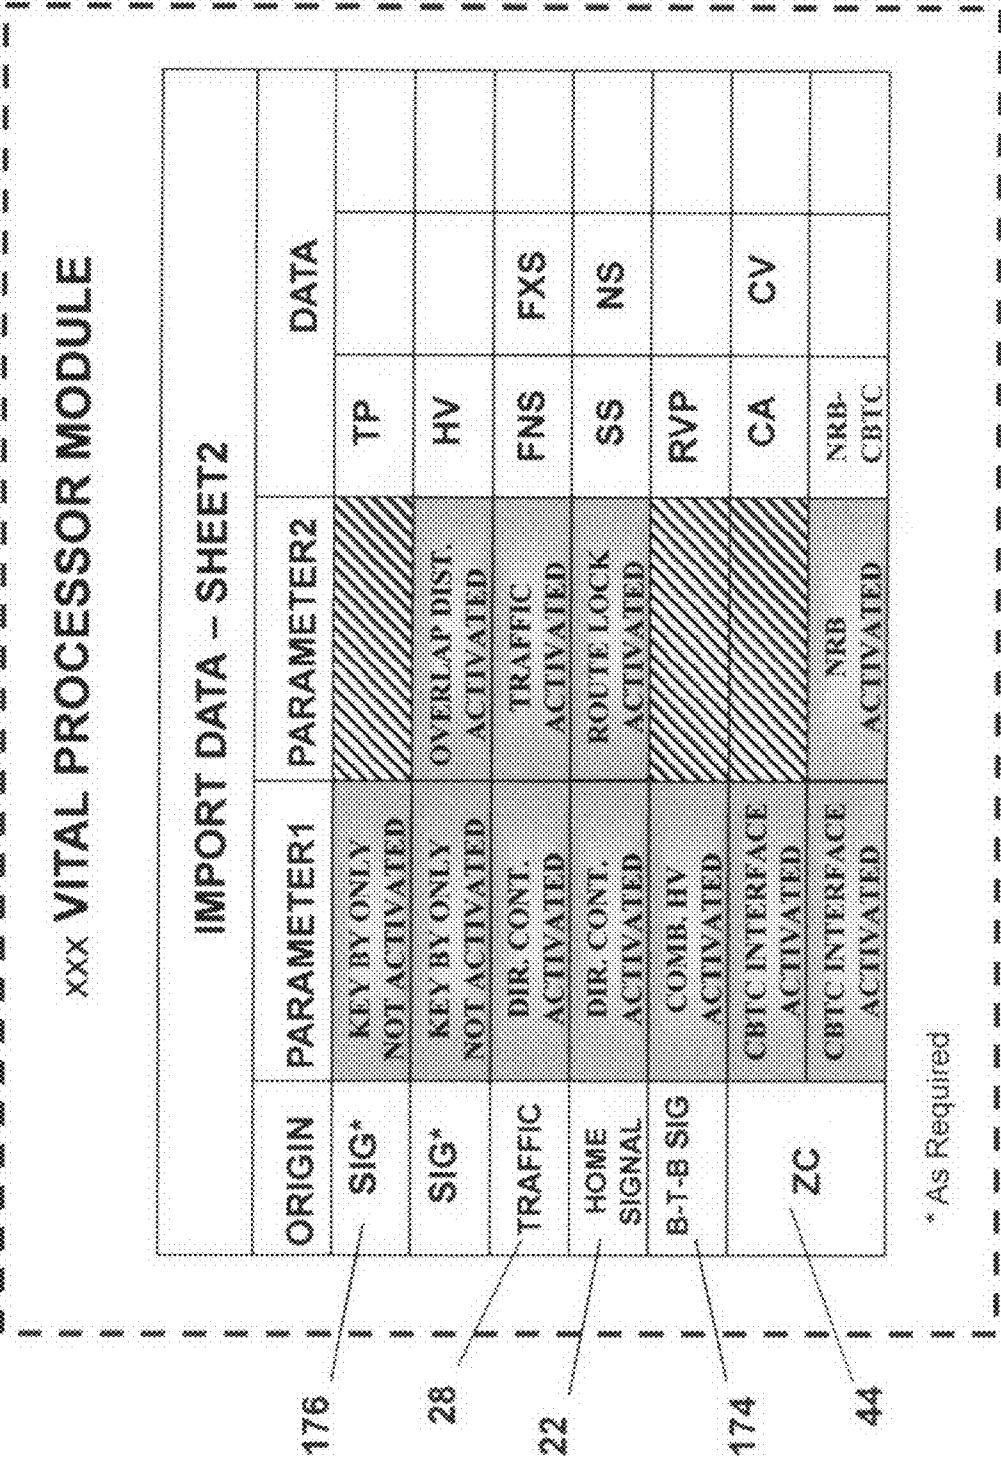 xxx VITAL PROCESSOR MODULE
IMPORT DATA – SHEET2
ORIGIN PARAMETER1 PARAMETER2 DATA
SIG* KEY BY ONLY
NOT ACTIVATED TP
SIG* KEY BY ONLY
NOT ACTIVATED OVERLAP DIST.
ACTIVATED HV
TRAFFIC DIR. CONT.
ACTIVATED TRAFFIC
ACTIVATED FNS FXS
HOME
SIGNAL DIR. CONT.
ACTIVATED ROUTE LOCK
ACTIVATED SS NS
B-T-B SIG COMB. HV
ACTIVATED RVP
ZC CBTC INTERFACE
ACTIVATED CA CV
CBTC INTERFACE
ACTIVATED NRB
ACTIVATED NRB-
CBTC
* As Required
176
28
22
174
44